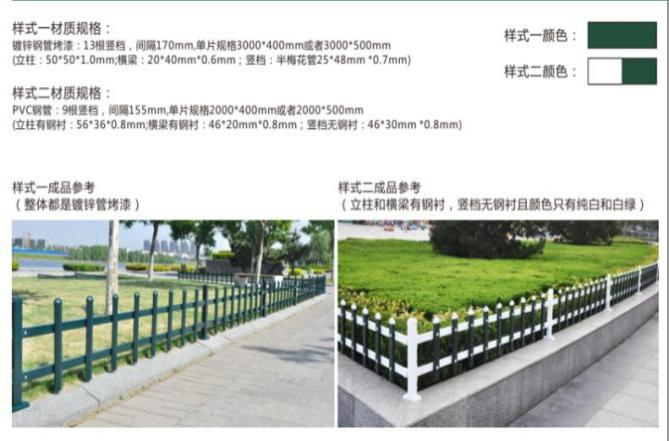 样式一材质规格：
镀锌钢管烤漆：13根竖档，间隔170mm,单片规格3000*400mm或者3000*500mm
(立柱：50*50*1.0mm;横梁：20*40mm*0.6mm；竖档：半梅花管25*48mm *0.7mm)
样式一颜色：
样式二颜色：
样式二材质规格：
PVC钢管：9根竖档，间隔155mm,单片规格2000*400mm或者2000*500mm
(立柱有钢衬：56*36*0.8mm;横梁有钢衬：46*20mm*0.8mm；竖档无钢衬：46*30mm *0.8mm)
样式一成品参考
（整体都是镀锌管烤漆）
样式二成品参考
（立柱和横梁有钢衬，竖档无钢衬且颜色只有纯白和白绿）